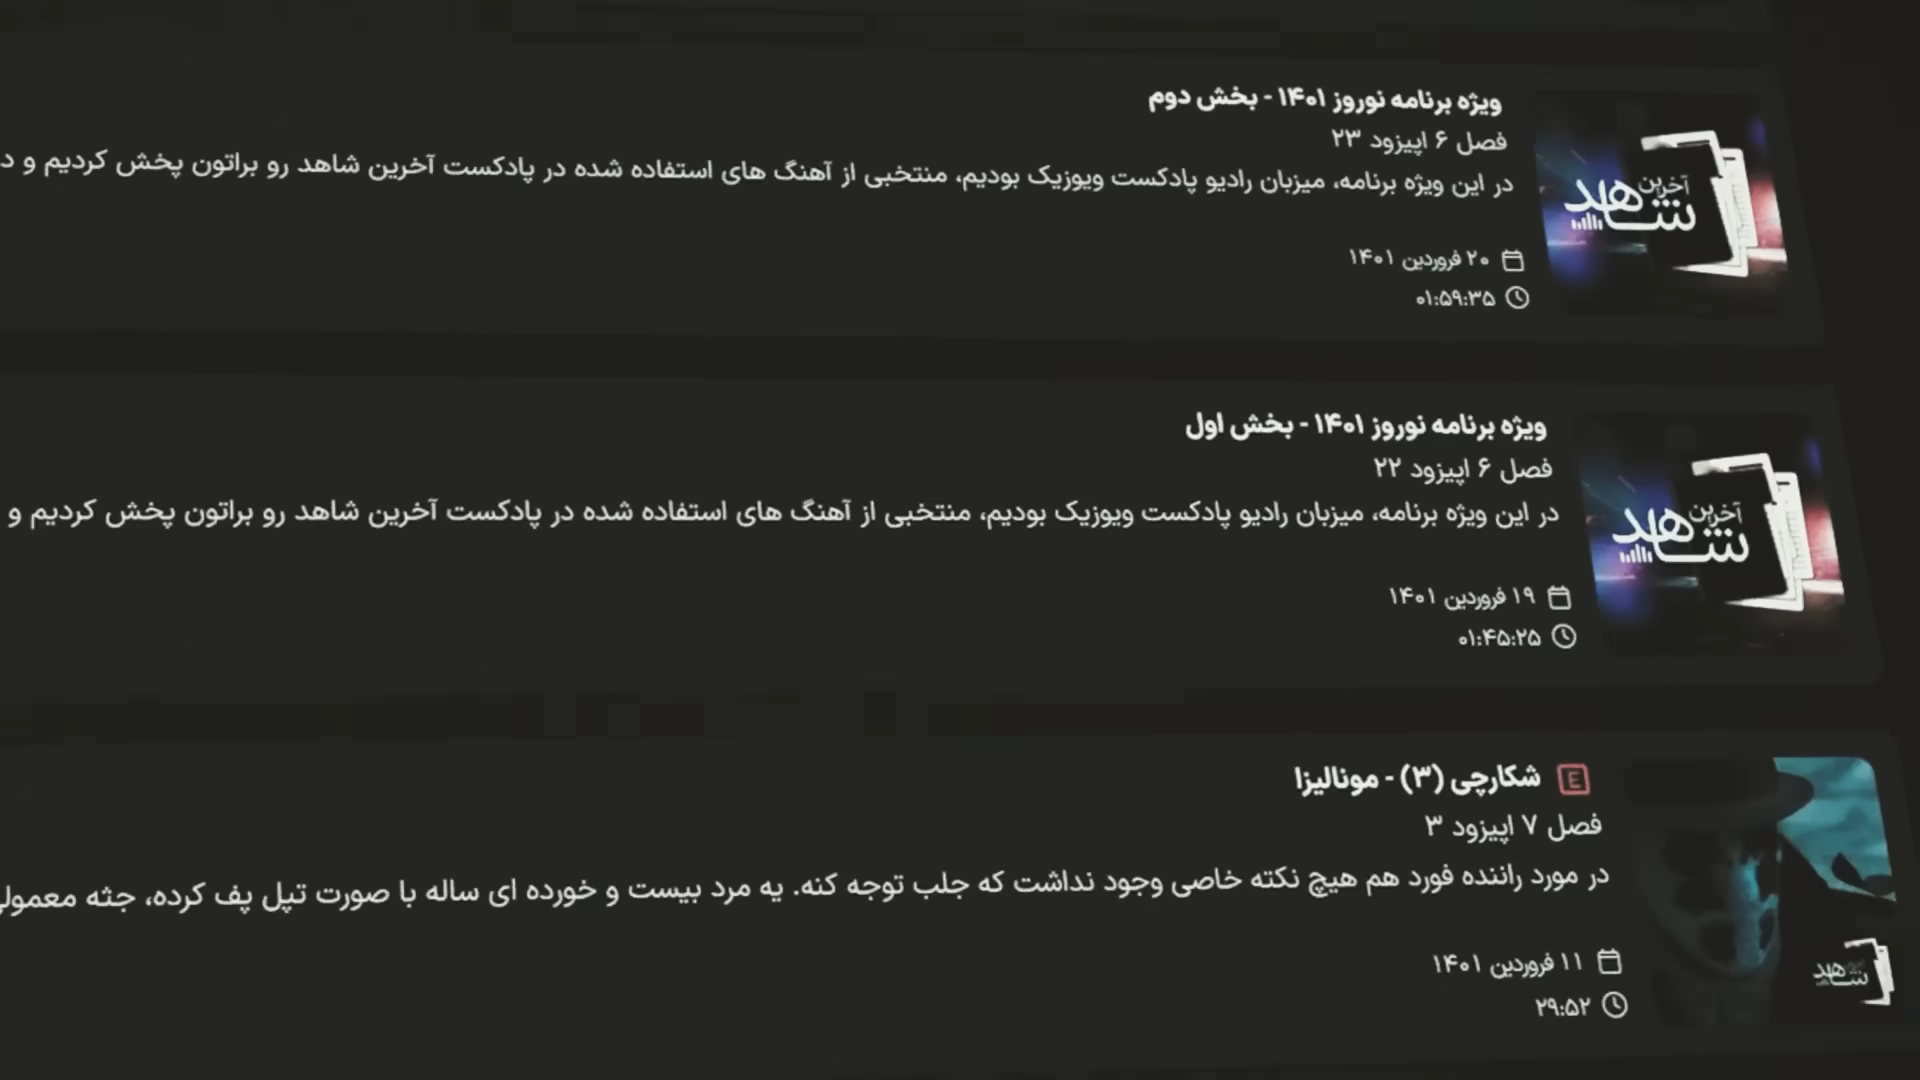 ویژه برنامه نوروز ۱۴۰۱ - بخش دوم
فصل ۶ اپیزود ۲۳
در این ویژه برنامه، میزبان رادیو پادکست ویوزیک بودیم، منتخبی از آهنگ های استفاده شده در پادکست آخرین شاهد رو براتون پخش کردیم و د
۲۰ فروردین ۱۴۰۱
۰۱:۵۹:۳۵
آخرین
شاهد
ویژه برنامه نوروز ۱۴۰۱ - بخش اول
فصل ۶ اپیزود ۲۲
در این ویژه برنامه، میزبان رادیو پادکست ویوزیک بودیم، منتخبی از آهنگ های استفاده شده در پادکست آخرین شاهد رو براتون پخش کردیم و
۱۹ فروردین ۱۴۰۱
۰۱:۴۵:۲۵
آخرین
شاهد
E شکارچی (۳) - مونالیزا
فصل ۷ اپیزود ۳
در مورد راننده فورد هم هیچ نکته خاصی وجود نداشت که جلب توجه کنه. یه مرد بیست و خورده ای ساله با صورت تپل پف کرده، جثه معمولی
۱۱ فروردین ۱۴۰۱
۲۹:۵۲
شاهد